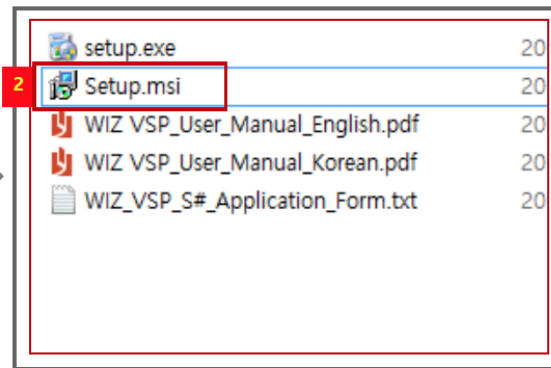 setup.exe 20
2 Setup.msi 20
WIZ VSP_User_Manual_English.pdf 20
WIZ VSP_User_Manual_Korean.pdf 20
WIZ_VSP_S#_Application_Form.txt 20